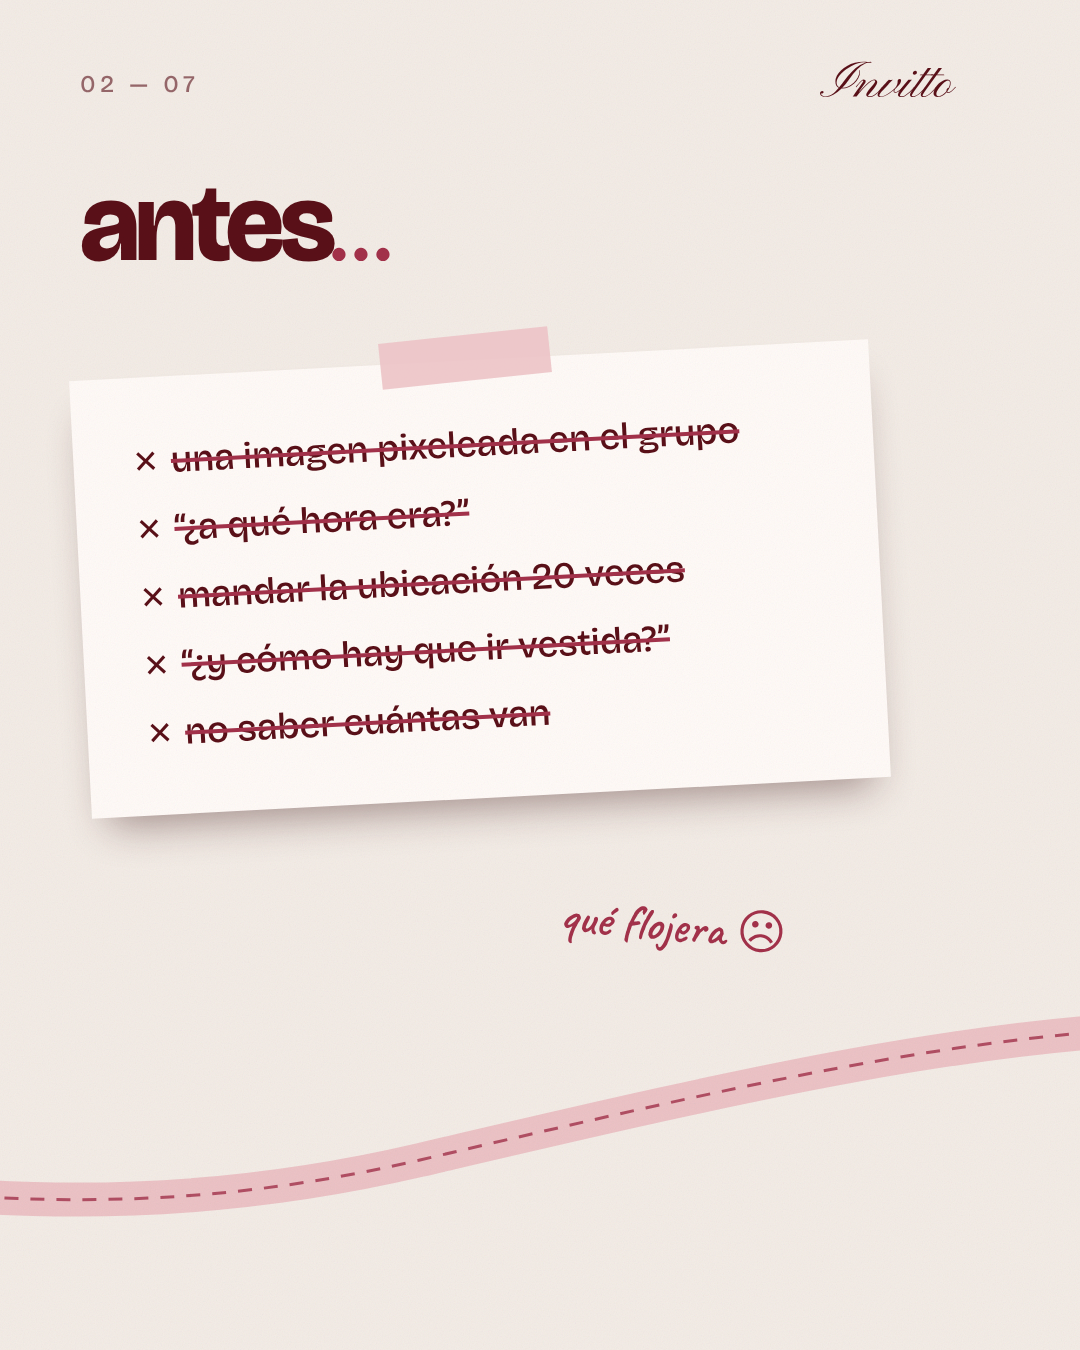 02 — 07
Invitto
antes...
× una imagen pixeleada en el grupo
× “¿a qué hora era?”
× mandar la ubicación 20 veces
× “¿y cómo hay que ir vestida?”
× no saber cuántas van
qué flojera ☹